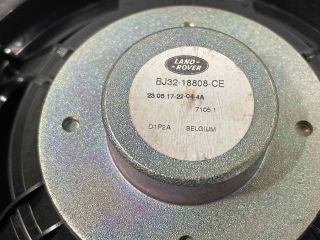 LAND-
ROVER
BJ32-18808-CE
23.05.17-22-04-4A
7105.1
D1P2A BELGIUM